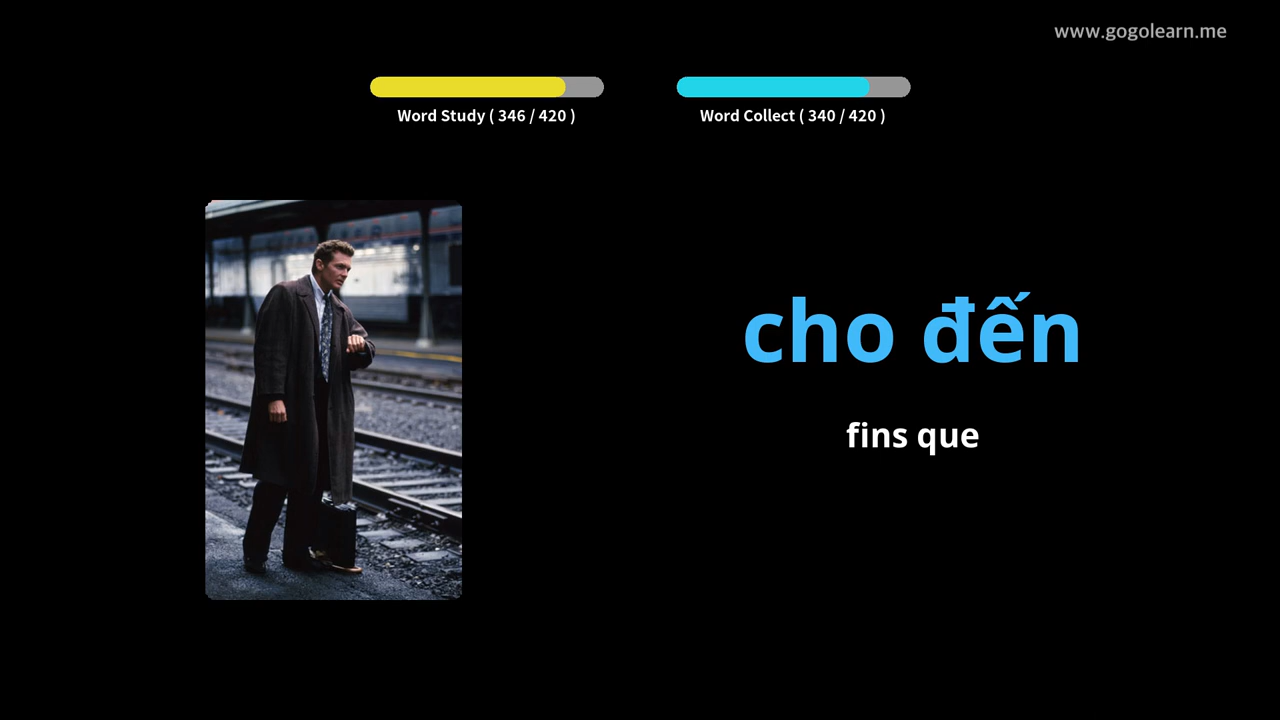 www.gogolearn.me
Word Study ( 346 / 420 )
Word Collect ( 340 / 420 )
cho đến
fins que